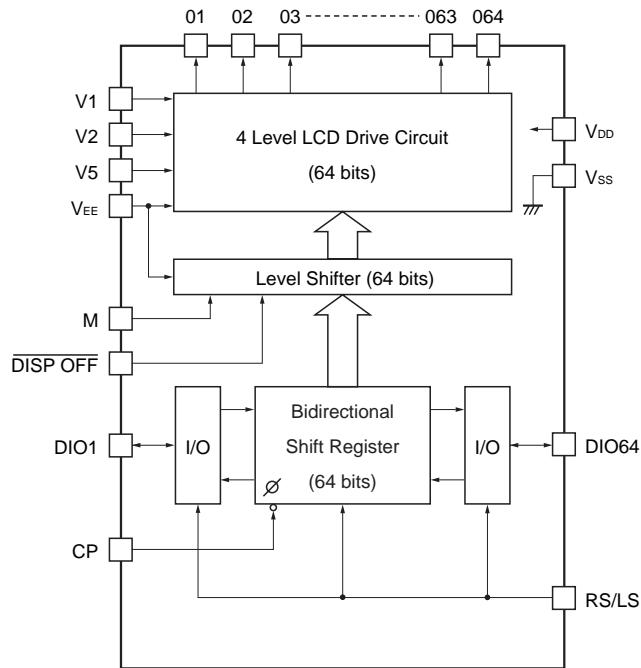 01 02 03 063 064
V1
V2
V5
VEE
4 Level LCD Drive Circuit
(64 bits)
VDD
VSS
Level Shifter (64 bits)
M
DISP OFF
DIO1
I/O
Bidirectional
Shift Register
(64 bits)
ø
I/O
DIO64
CP
RS/LS